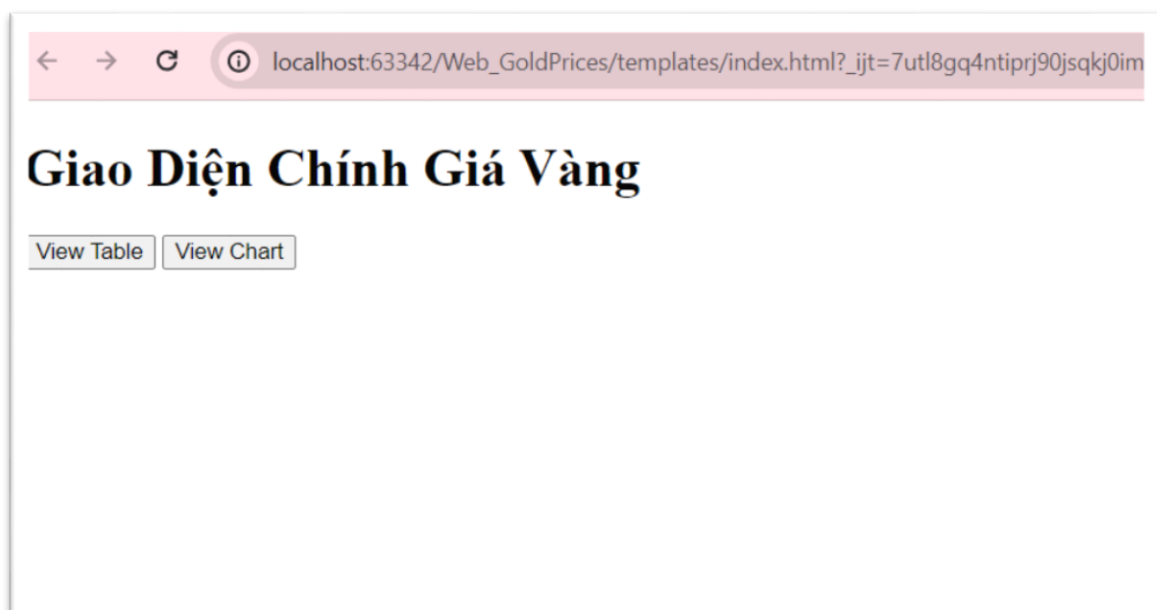 localhost:63342/Web_GoldPrices/templates/index.html?_ijt=7utl8gq4ntiprj90jsqkj0im
Giao Diện Chính Giá Vàng
View Table View Chart